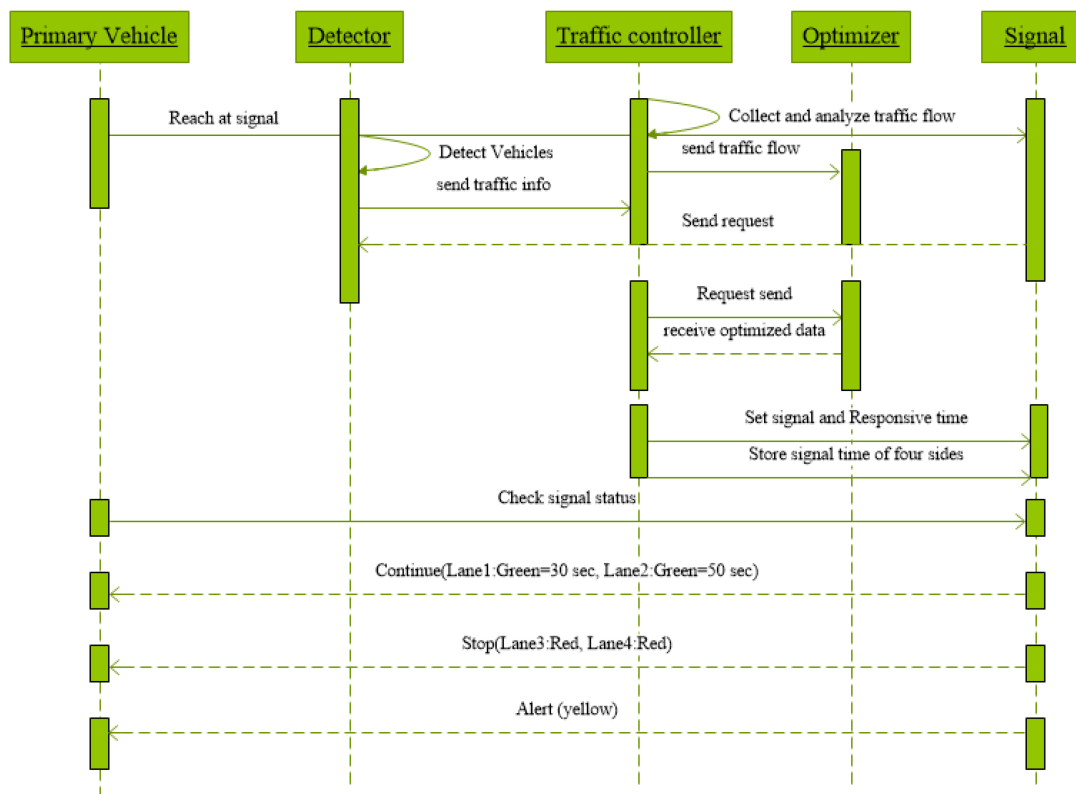 Primary Vehicle
Detector
Traffic controller
Optimizer
Signal
Reach at signal
Collect and analyze traffic flow
Detect Vehicles
send traffic flow
send traffic info
Send request
Request send
receive optimized data
Set signal and Responsive time
Store signal time of four sides
Check signal status
Continue(Lane1:Green=30 sec, Lane2:Green=50 sec)
Stop(Lane3:Red, Lane4:Red)
Alert (yellow)